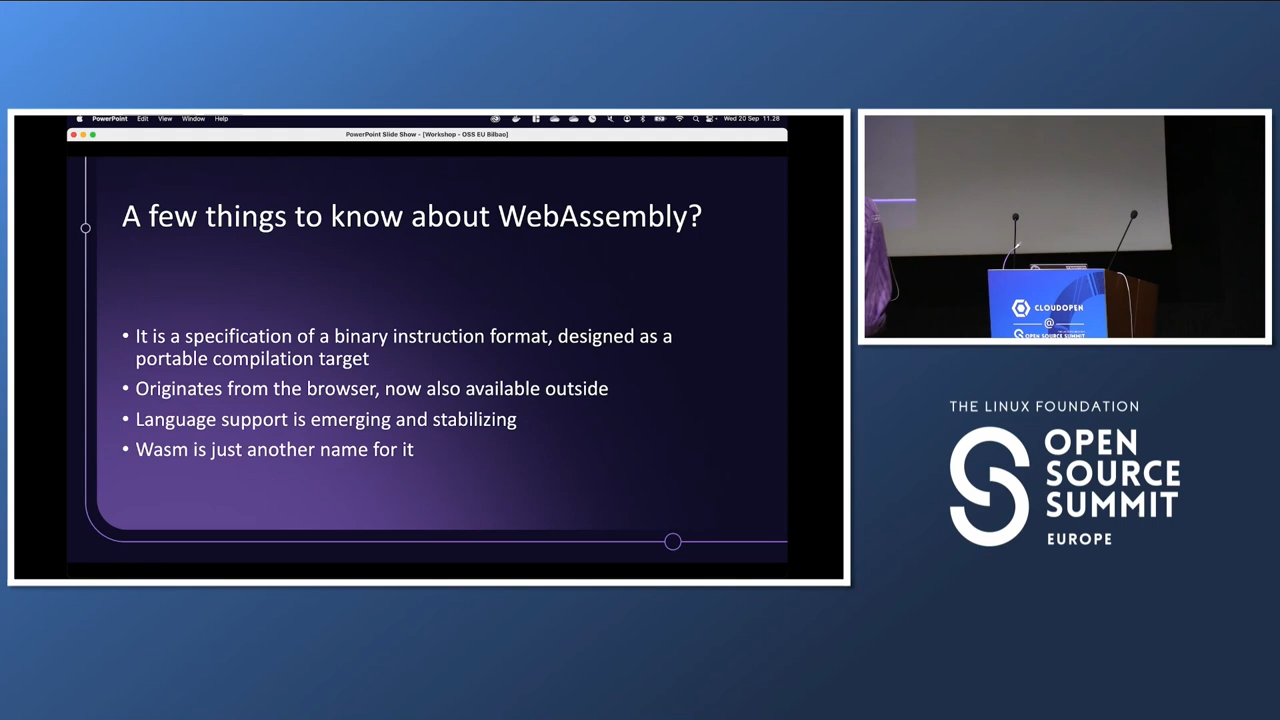 PowerPoint Edit View Window Help
Wed 20 Sep 11.28
PowerPoint Slide Show - [Workshop - OSS EU Bilbao]
A few things to know about WebAssembly?
• It is a specification of a binary instruction format, designed as a
portable compilation target
• Originates from the browser, now also available outside
• Language support is emerging and stabilizing
• Wasm is just another name for it
CLOUDOPEN
@
OPEN SOURCE SUMMIT
THE LINUX FOUNDATION
OPEN
SOURCE
SUMMIT
EUROPE